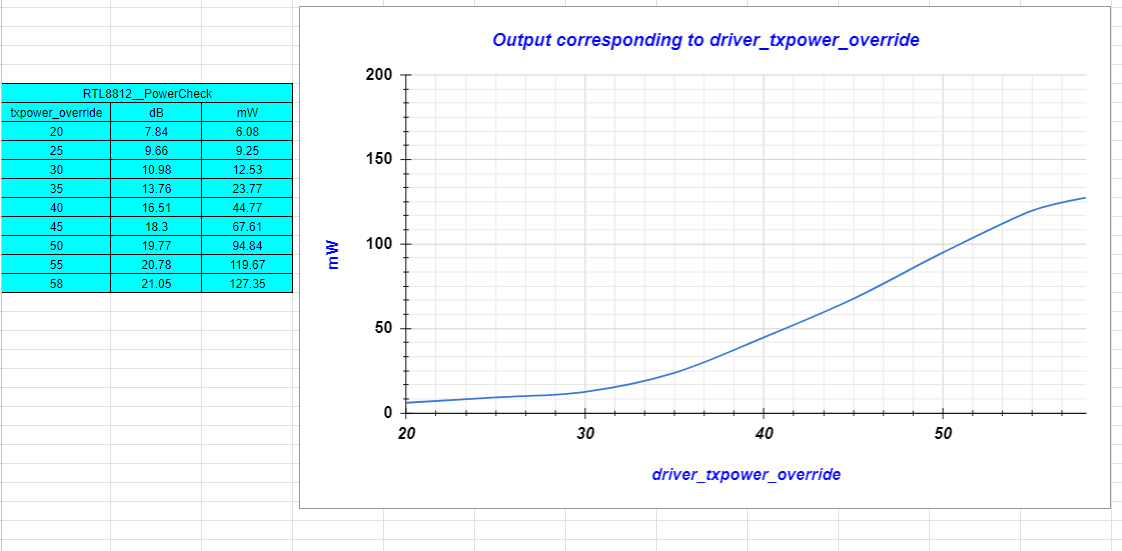 RTL8812__PowerCheck
txpower_override dB mW
20 7.84 6.08
25 9.66 9.25
30 10.98 12.53
35 13.76 23.77
40 16.51 44.77
45 18.3 67.61
50 19.77 94.84
55 20.78 119.67
58 21.05 127.35
Output corresponding to driver_txpower_override
mW
200
150
100
50
0
20 30 40 50
driver_txpower_override